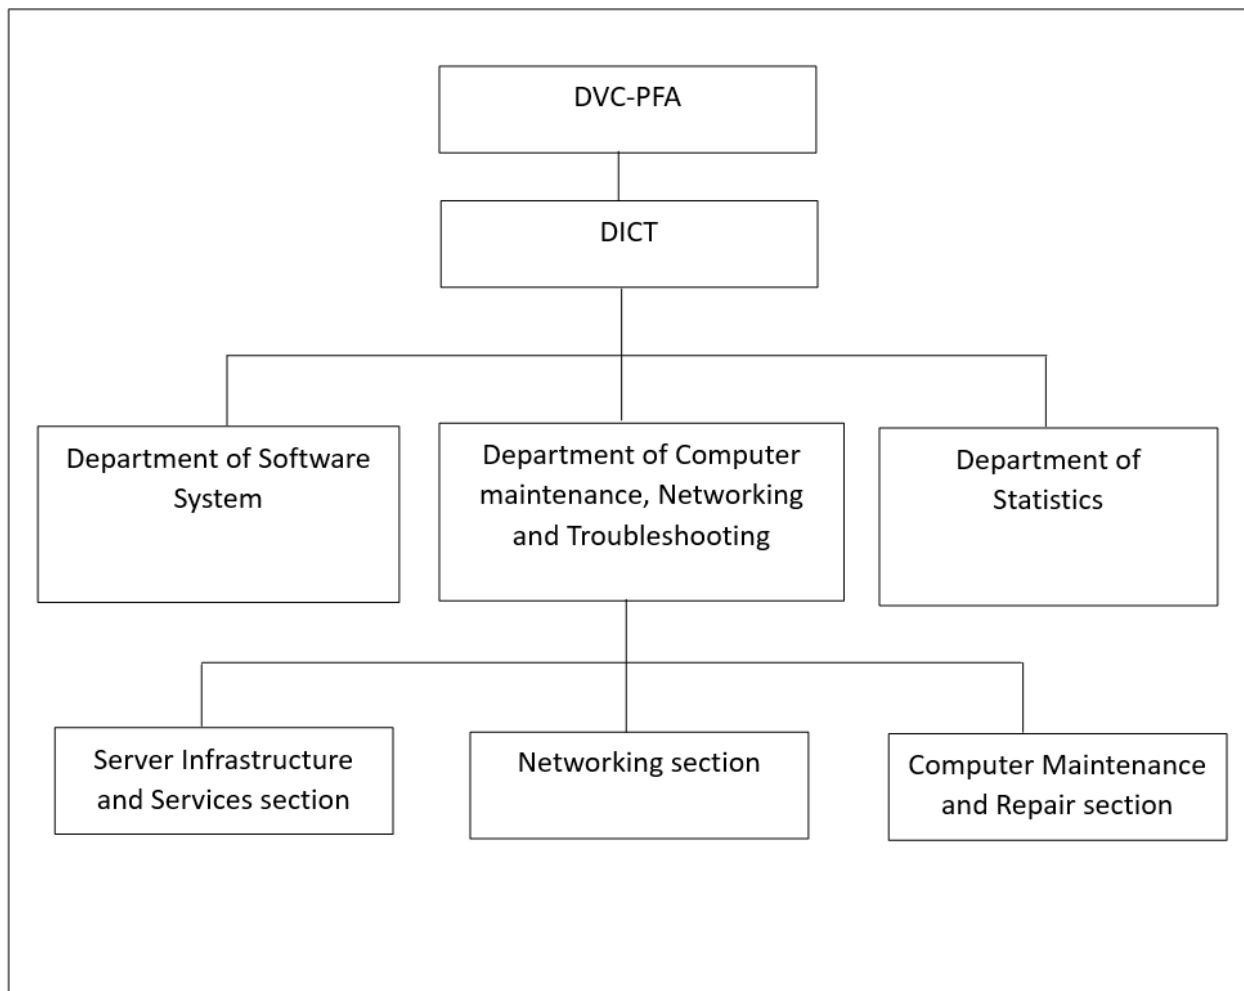 DVC-PFA
DICT
Department of Software
System
Department of Computer
maintenance, Networking
and Troubleshooting
Department of
Statistics
Server Infrastructure
and Services section
Networking section
Computer Maintenance
and Repair section